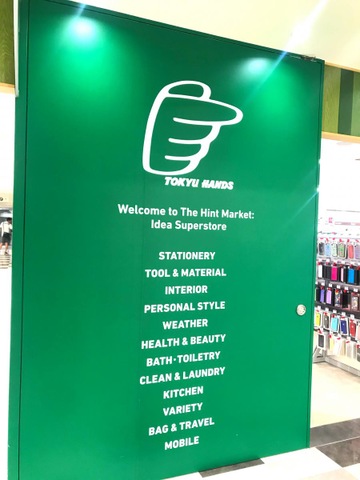 TOKYU HANDS
Welcome to The Hint Market:
Idea Superstore
STATIONERY
TOOL & MATERIAL
INTERIOR
PERSONAL STYLE
WEATHER
HEALTH & BEAUTY
BATH·TOILETRY
CLEAN & LAUNDRY
KITCHEN
VARIETY
BAG & TRAVEL
MOBILE